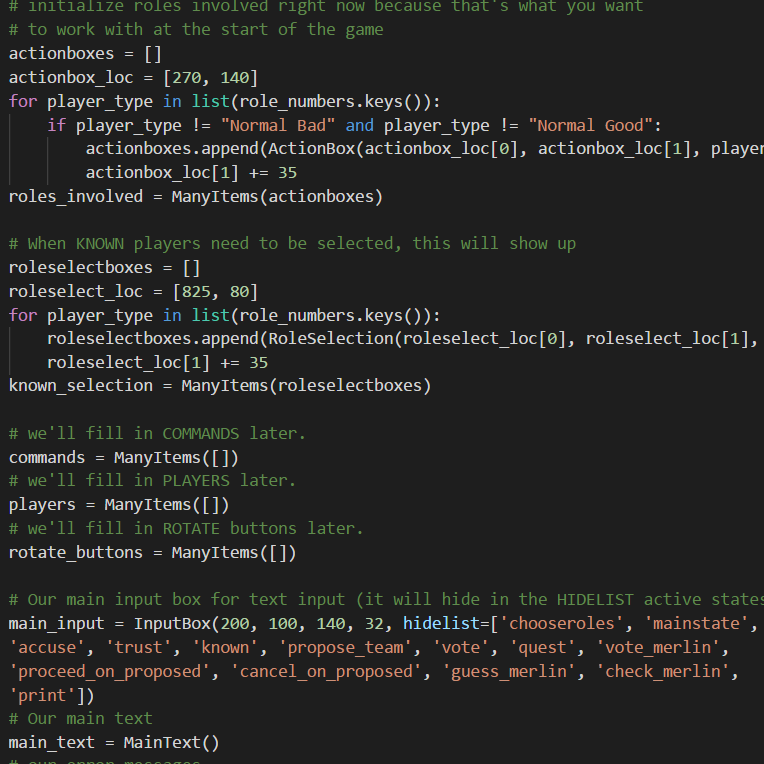 # initialize roles involved right now because that's what you want
# to work with at the start of the game
actionboxes = []
actionbox_loc = [270, 140]
for player_type in list(role_numbers.keys()):
    if player_type != "Normal Bad" and player_type != "Normal Good":
        actionboxes.append(ActionBox(actionbox_loc[0], actionbox_loc[1], player
        actionbox_loc[1] += 35
roles_involved = ManyItems(actionboxes)

# When KNOWN players need to be selected, this will show up
roleselectboxes = []
roleselect_loc = [825, 80]
for player_type in list(role_numbers.keys()):
    roleselectboxes.append(RoleSelection(roleselect_loc[0], roleselect_loc[1],
    roleselect_loc[1] += 35
known_selection = ManyItems(roleselectboxes)

# we'll fill in COMMANDS later.
commands = ManyItems([])
# we'll fill in PLAYERS later.
players = ManyItems([])
# we'll fill in ROTATE buttons later.
rotate_buttons = ManyItems([])

# Our main input box for text input (it will hide in the HIDELIST active states
main_input = InputBox(200, 100, 140, 32, hidelist=['chooseroles', 'mainstate',
'accuse', 'trust', 'known', 'propose_team', 'vote', 'quest', 'vote_merlin',
'proceed_on_proposed', 'cancel_on_proposed', 'guess_merlin', 'check_merlin',
'print'])
# Our main text
main_text = MainText()
# our error messages